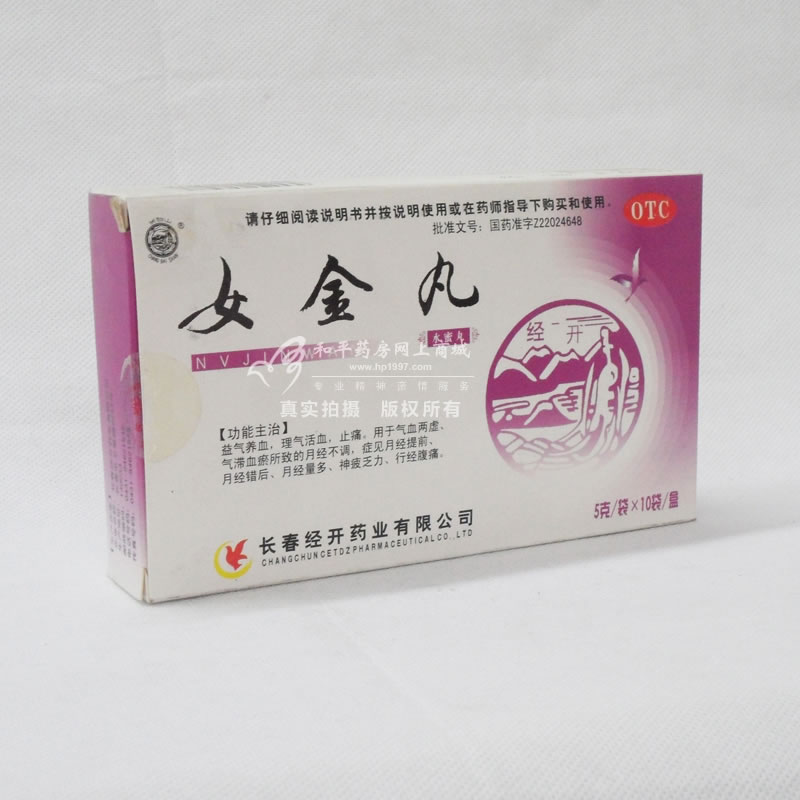 请仔细阅读说明书并按说明使用或在药师指导下购买和使用。
OTC
批准文号：国药准字Z22024648
女金丸
水蜜丸
NVJIN
和平药房网上商城
www.hp1997.com
专业精神 深情服务
真实拍摄 版权所有
经开
【功能主治】
益气养血，理气活血，止痛。用于气血两虚、
气滞血瘀所致的月经不调，症见月经提前、
月经错后、月经量多、神疲乏力、行经腹痛。
5克/袋×10袋/盒
长春经开药业有限公司
CHANGCHUNCETDZPHARMACEUTICALCO.,LTD